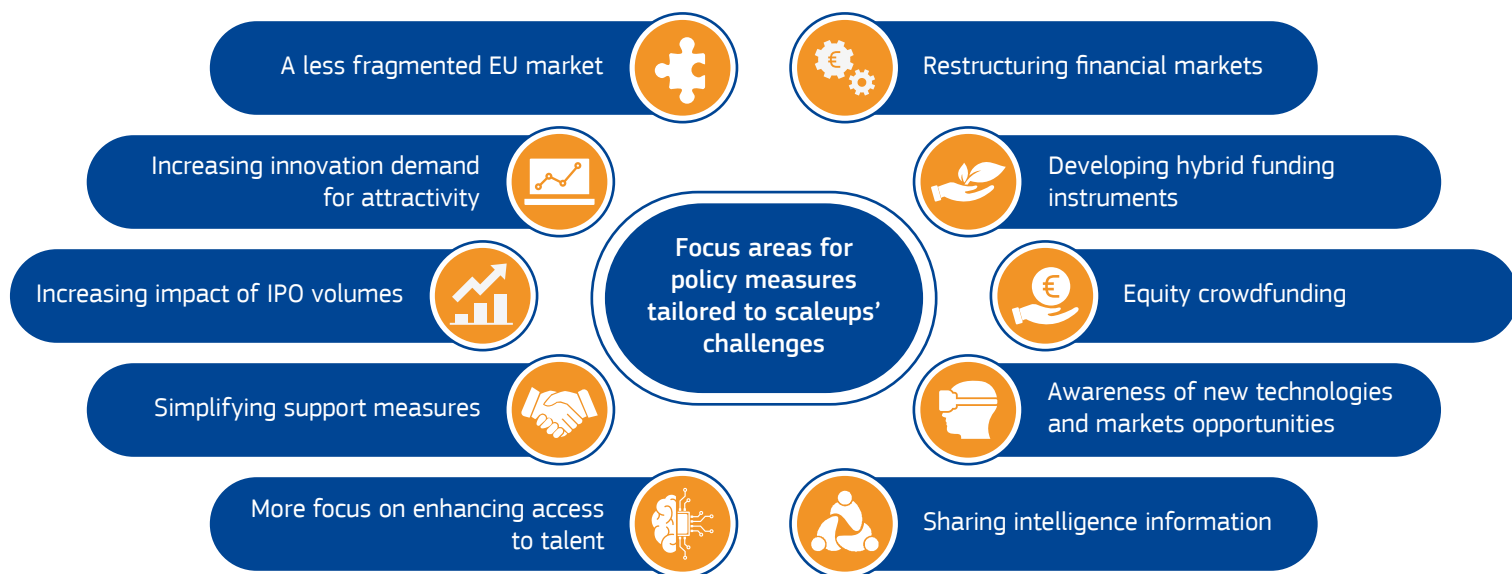 A less fragmented EU market
Increasing innovation demand
for attractivity
Increasing impact of IPO volumes
Simplifying support measures
More focus on enhancing access
to talent
Focus areas for
policy measures
tailored to scaleups’
challenges
€
Restructuring financial markets
Developing hybrid funding
instruments
€
Equity crowdfunding
Awareness of new technologies
and markets opportunities
Sharing intelligence information